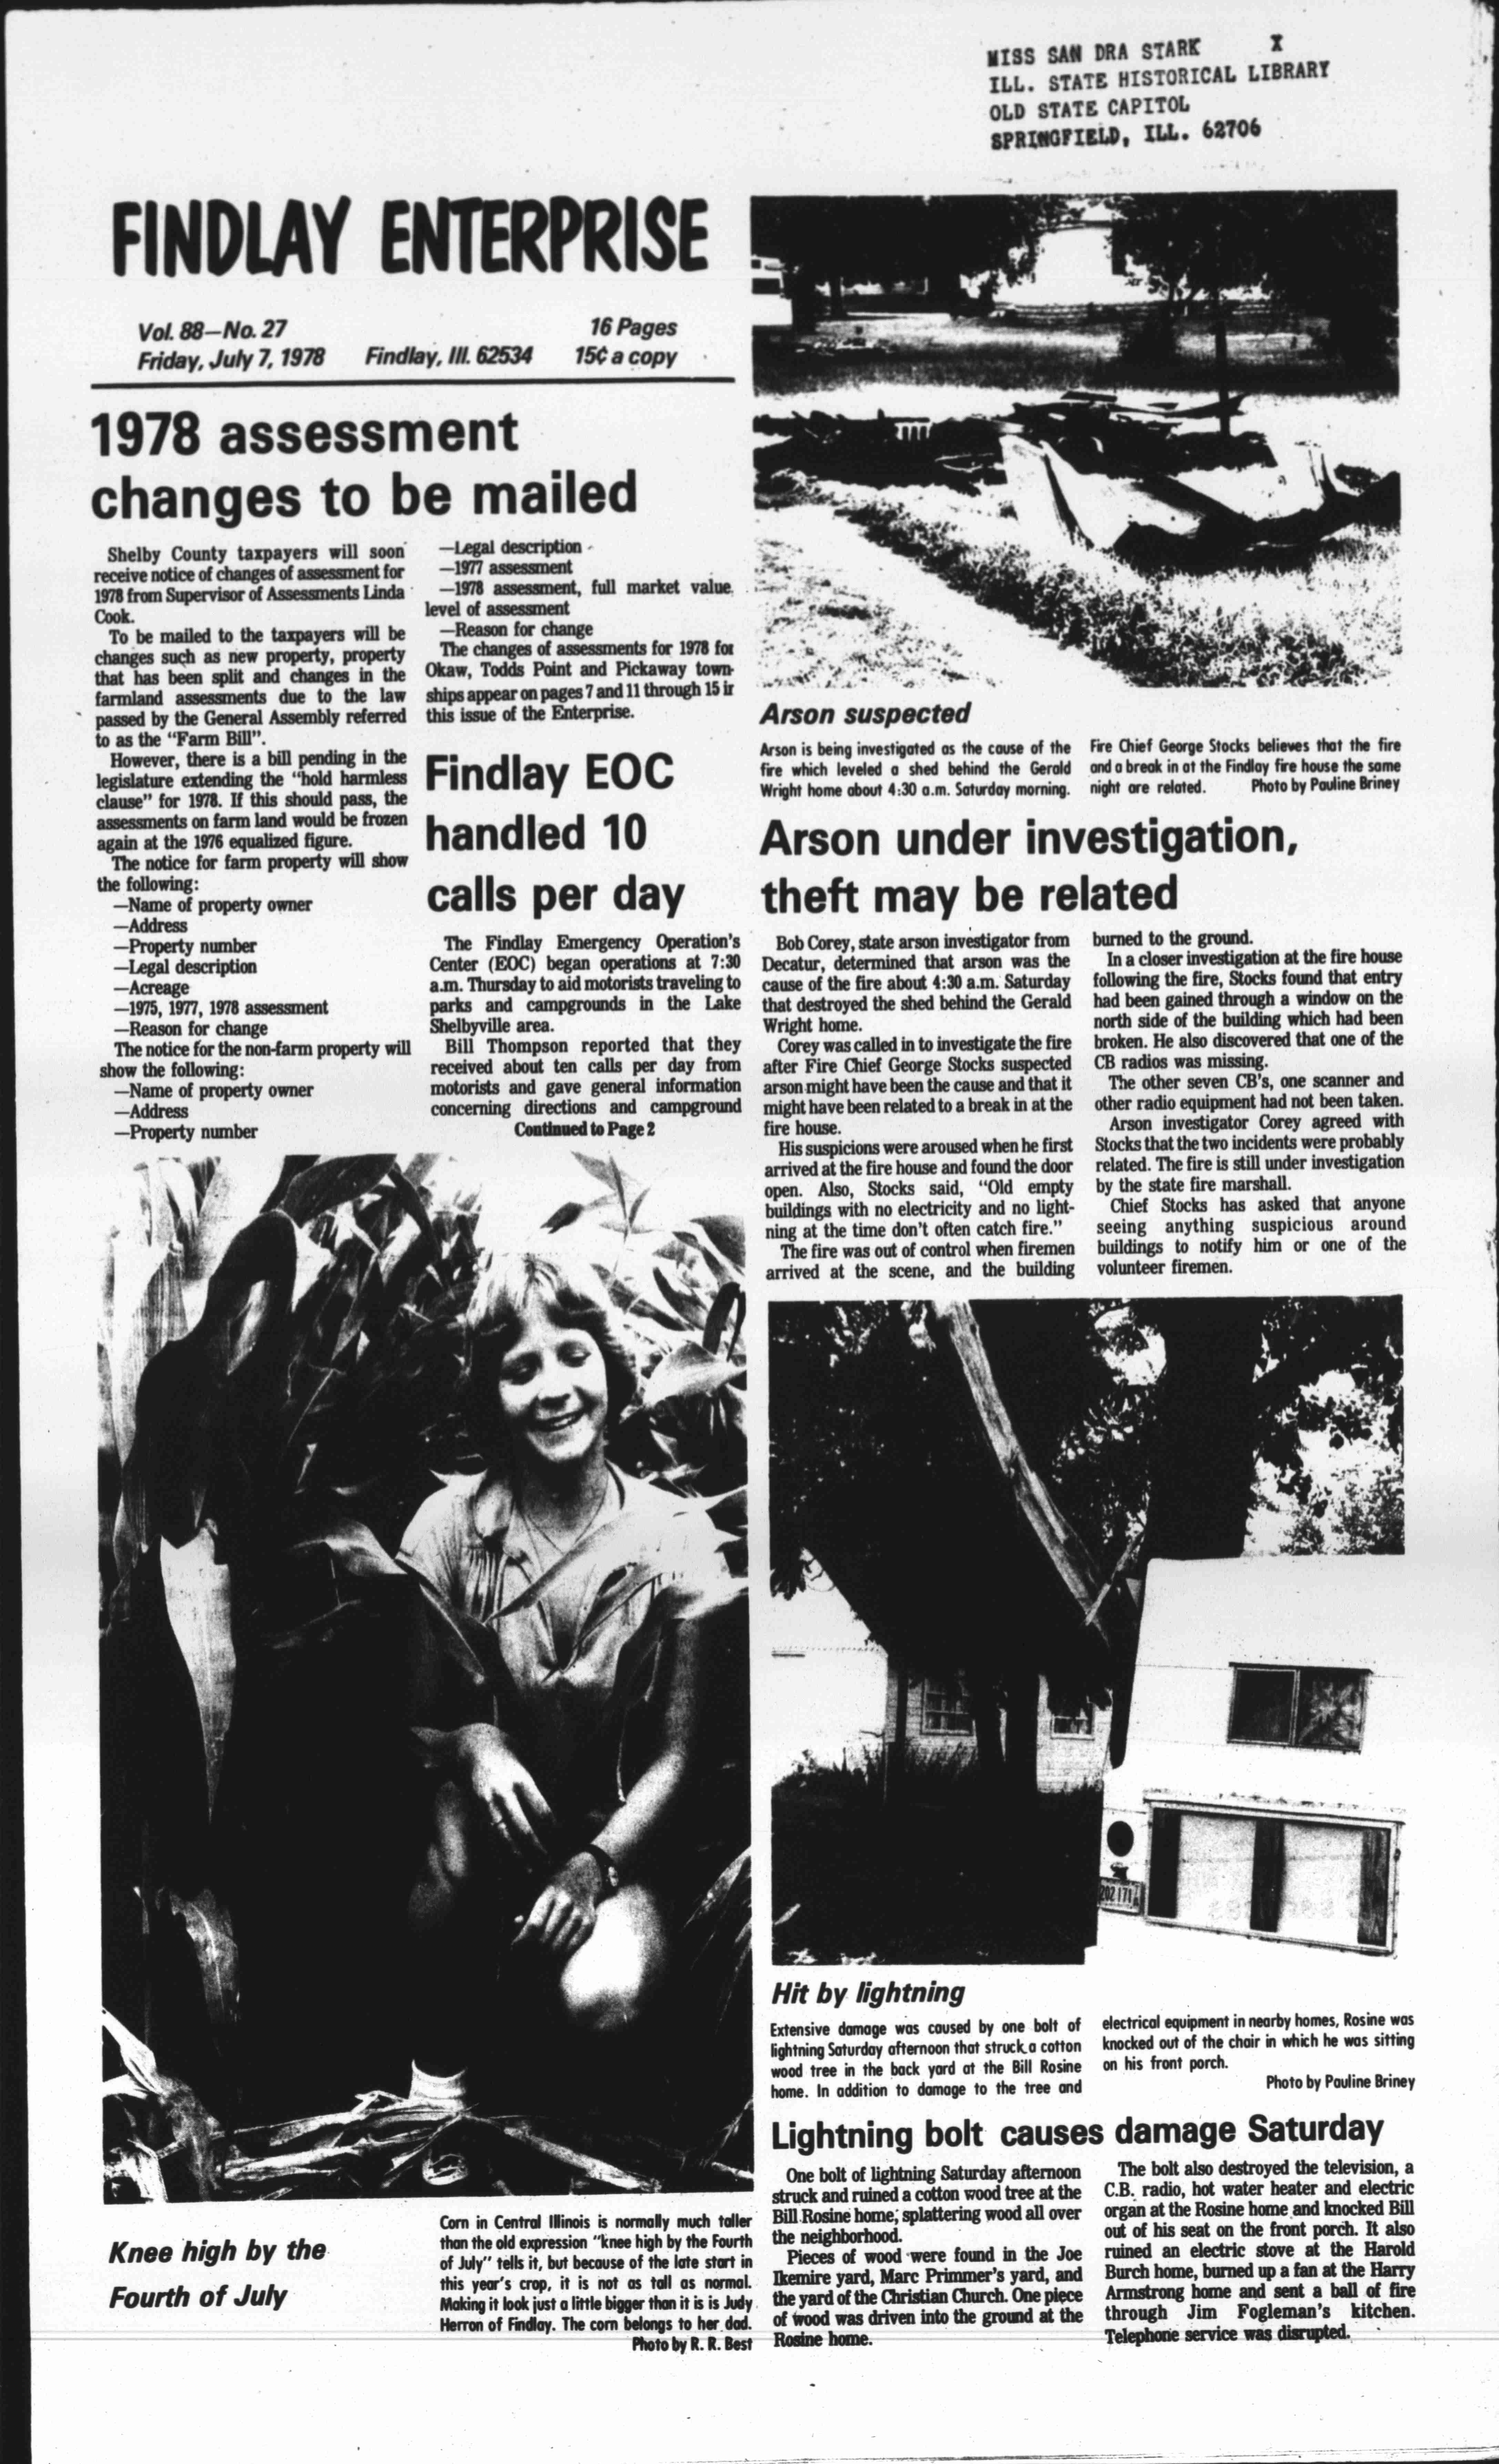 MISS SAN DRA STARK X
ILL. STATE HISTORICAL LIBRARY
OLD STATE CAPITOL
SPRINGFIELD, ILL. 62706
FINDLAY ENTERPRISE
Vol. 88—No. 27 16 Pages
Friday, July 7, 1978 Findlay, Ill. 62534 15¢ a copy
1978 assessment
changes to be mailed
Shelby County taxpayers will soon
receive notice of changes of assessment for
1978 from Supervisor of Assessments Linda
Cook.
To be mailed to the taxpayers will be
changes such as new property, property
that has been split and changes in the
farmland assessments due to the law
passed by the General Assembly referred
to as the "Farm Bill".
However, there is a bill pending in the
legislature extending the "hold harmless
clause" for 1978. If this should pass, the
assessments on farm land would be frozen
again at the 1976 equalized figure.
The notice for farm property will show
the following:
—Name of property owner
—Address
—Property number
—Legal description
—Acreage
—1975, 1977, 1978 assessment
—Reason for change
The notice for the non-farm property will
show the following:
—Name of property owner
—Address
—Property number
—Legal description
—1977 assessment
—1978 assessment, full market value,
level of assessment
—Reason for change
The changes of assessments for 1978 for
Okaw, Todds Point and Pickaway town-
ships appear on pages 7 and 11 through 15 in
this issue of the Enterprise.
Findlay EOC
handled 10
calls per day
The Findlay Emergency Operation's
Center (EOC) began operations at 7:30
a.m. Thursday to aid motorists traveling to
parks and campgrounds in the Lake
Shelbyville area.
Bill Thompson reported that they
received about ten calls per day from
motorists and gave general information
concerning directions and campground
Continued to Page 2
Arson suspected
Arson is being investigated as the cause of the
fire which leveled a shed behind the Gerald
Wright home about 4:30 a.m. Saturday morning.
Fire Chief George Stocks believes that the fire
and a break in at the Findlay fire house the same
night are related. Photo by Pauline Briney
Arson under investigation,
theft may be related
Bob Corey, state arson investigator from
Decatur, determined that arson was the
cause of the fire about 4:30 a.m. Saturday
that destroyed the shed behind the Gerald
Wright home.
Corey was called in to investigate the fire
after Fire Chief George Stocks suspected
arson might have been the cause and that it
might have been related to a break in at the
fire house.
His suspicions were aroused when he first
arrived at the fire house and found the door
open. Also, Stocks said, "Old empty
buildings with no electricity and no light-
ning at the time don't often catch fire."
The fire was out of control when firemen
arrived at the scene, and the building
burned to the ground.
In a closer investigation at the fire house
following the fire, Stocks found that entry
had been gained through a window on the
north side of the building which had been
broken. He also discovered that one of the
CB radios was missing.
The other seven CB's, one scanner and
other radio equipment had not been taken.
Arson investigator Corey agreed with
Stocks that the two incidents were probably
related. The fire is still under investigation
by the state fire marshall.
Chief Stocks has asked that anyone
seeing anything suspicious around
buildings to notify him or one of the
volunteer firemen.
202 171
Knee high by the
Fourth of July
Corn in Central Illinois is normally much taller
than the old expression "knee high by the Fourth
of July" tells it, but because of the late start in
this year's crop, it is not as tall as normal.
Making it look just a little bigger than it is is Judy
Herron of Findlay. The corn belongs to her dad.
Photo by R. R. Best
Hit by lightning
Extensive damage was caused by one bolt of
lightning Saturday afternoon that struck a cotton
wood tree in the back yard at the Bill Rosine
home. In addition to damage to the tree and
electrical equipment in nearby homes, Rosine was
knocked out of the chair in which he was sitting
on his front porch.
Photo by Pauline Briney
Lightning bolt causes damage Saturday
One bolt of lightning Saturday afternoon
struck and ruined a cotton wood tree at the
Bill Rosine home, splattering wood all over
the neighborhood.
Pieces of wood were found in the Joe
Ikemire yard, Marc Primmer's yard, and
the yard of the Christian Church. One piece
of wood was driven into the ground at the
Rosine home.
The bolt also destroyed the television, a
C.B. radio, hot water heater and electric
organ at the Rosine home and knocked Bill
out of his seat on the front porch. It also
ruined an electric stove at the Harold
Burch home, burned up a fan at the Harry
Armstrong home and sent a ball of fire
through Jim Fogleman's kitchen.
Telephone service was disrupted.